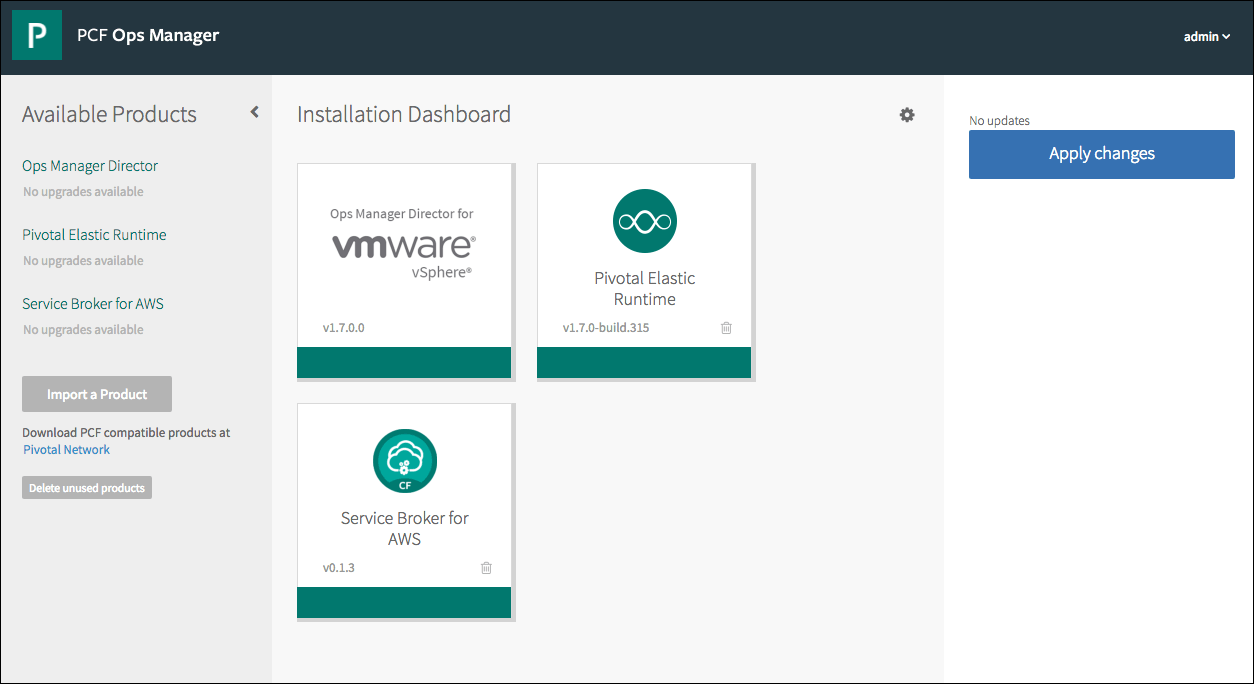 P
PCF Ops Manager
admin
Available Products
Ops Manager Director
No upgrades available
Pivotal Elastic Runtime
No upgrades available
Service Broker for AWS
No upgrades available
Import a Product
Download PCF compatible products at
Pivotal Network
Delete unused products
Installation Dashboard
Ops Manager Director for
vmware®
vSphere®
v1.7.0.0
Pivotal Elastic
Runtime
v1.7.0-build.315
CF
Service Broker for
AWS
v0.1.3
No updates
Apply changes